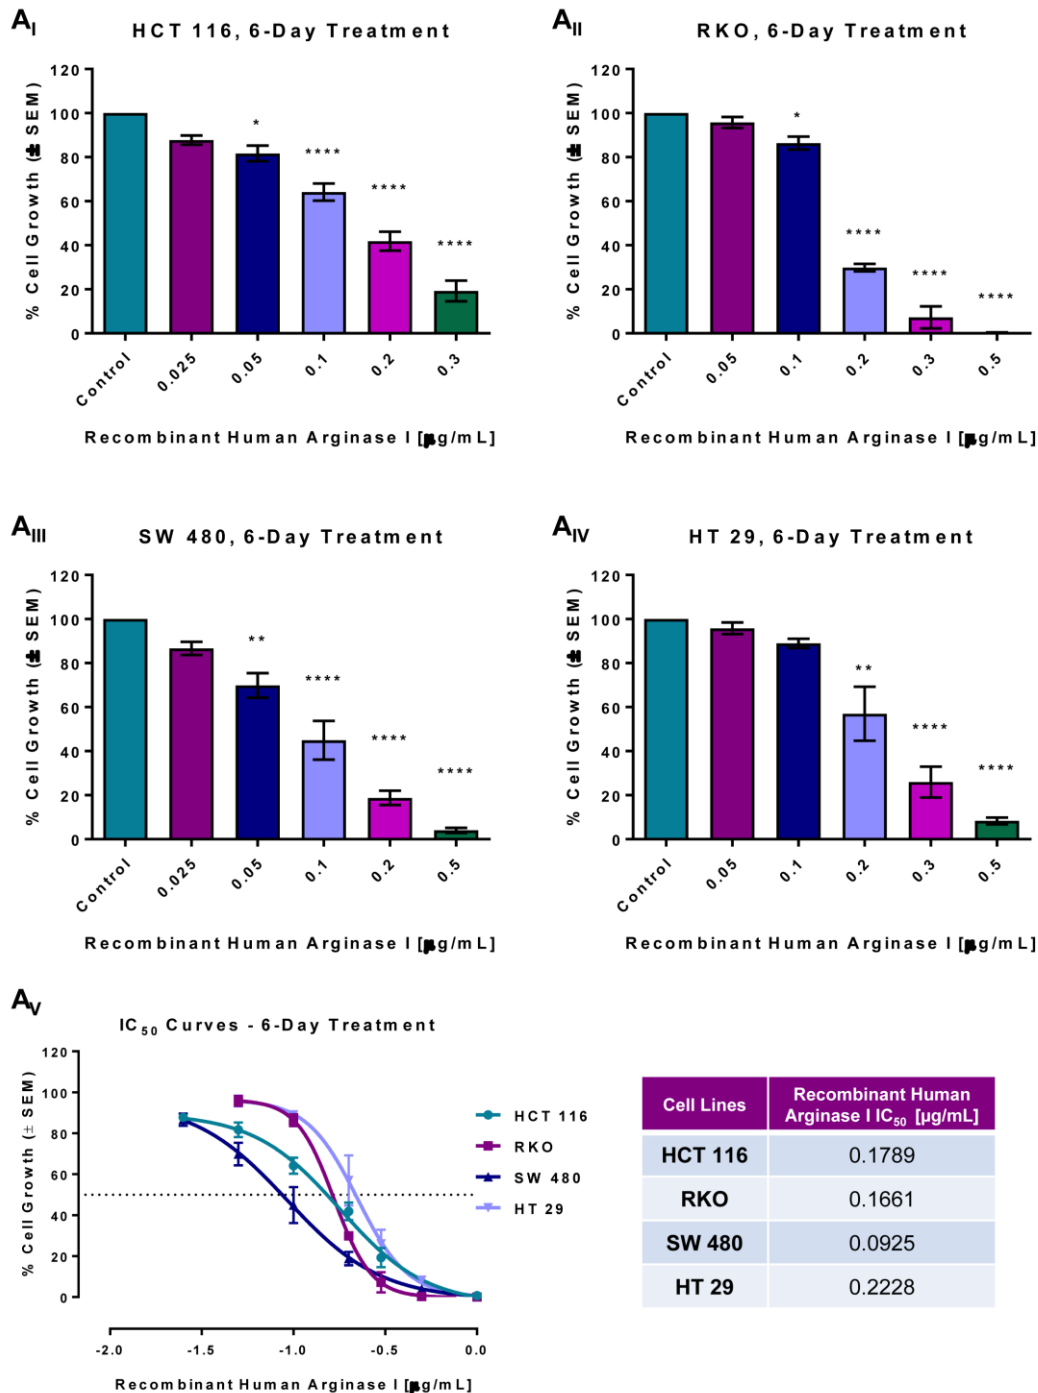 AI
HCT 116, 6-Day Treatment
% Cell Growth (± SEM)
120
100
80
60
40
20
0
*
****
****
****
Control
0.025
0.05
0.1
0.2
0.3
Recombinant Human Arginase I [µg/mL]
AII
RKO, 6-Day Treatment
% Cell Growth (± SEM)
120
100
80
60
40
20
0
*
****
****
****
Control
0.05
0.1
0.2
0.3
0.5
Recombinant Human Arginase I [µg/mL]
AIII
SW 480, 6-Day Treatment
% Cell Growth (± SEM)
120
100
80
60
40
20
0
**
****
****
****
Control
0.025
0.05
0.1
0.2
0.5
Recombinant Human Arginase I [µg/mL]
AIV
HT 29, 6-Day Treatment
% Cell Growth (± SEM)
120
100
80
60
40
20
0
**
****
****
Control
0.05
0.1
0.2
0.3
0.5
Recombinant Human Arginase I [µg/mL]
AV
IC50 Curves - 6-Day Treatment
% Cell Growth (± SEM)
120
100
80
60
40
20
0
-2.0 -1.5 -1.0 -0.5 0.0
Recombinant Human Arginase I [µg/mL]
HCT 116
RKO
SW 480
HT 29
Cell Lines
Recombinant Human
Arginase I IC50 [µg/mL]
HCT 116 0.1789
RKO 0.1661
SW 480 0.0925
HT 29 0.2228